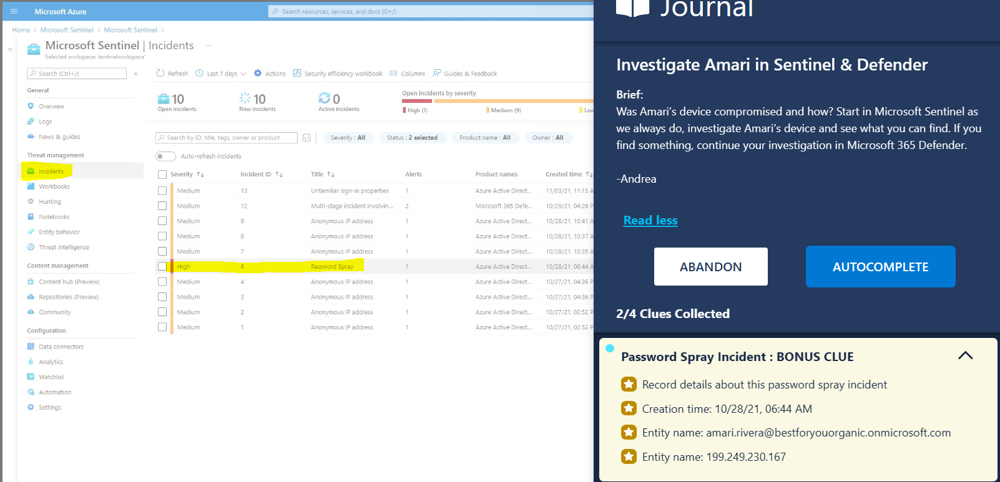 Microsoft Azure
Search resources, services, and docs (G+/)
Home > Microsoft Sentinel > Microsoft Sentinel >
Microsoft Sentinel | Incidents ...
Selected workspace: 'sentinelworkspace'
Search (Ctrl+/)
General
Overview
Logs
News & guides
Threat management
Incidents
Workbooks
Hunting
Notebooks
Entity behavior
Threat intelligence
Content management
Content hub (Preview)
Repositories (Preview)
Community
Configuration
Data connectors
Analytics
Watchlist
Automation
Settings
Refresh Last 7 days Actions Security efficiency workbook Columns Guides & Feedback
10 Open incidents
10 New incidents
0 Active incidents
Open incidents by severity
High (1) Medium (9) Low
Search by ID, title, tags, owner or product
Severity : All Status : 2 selected Product name : All Owner : All
Auto-refresh incidents
Severity Incident ID Title Alerts Product names Created time
Medium 13 Unfamiliar sign-in properties 1 Azure Active Direct... 11/03/21, 11:15 A
Medium 12 Multi-stage incident involvin... 2 Microsoft 365 Defe... 10/29/21, 04:26 P
Medium 9 Anonymous IP address 1 Azure Active Direct... 10/28/21, 10:41 A
Medium 8 Anonymous IP address 1 Azure Active Direct... 10/28/21, 10:37 A
Medium 7 Anonymous IP address 1 Azure Active Direct... 10/28/21, 10:35 A
High 6 Password Spray 1 Azure Active Direct... 10/28/21, 06:44 A
Medium 4 Anonymous IP address 1 Azure Active Direct... 10/27/21, 04:36 P
Medium 3 Anonymous IP address 1 Azure Active Direct... 10/27/21, 04:36 P
Medium 2 Anonymous IP address 1 Azure Active Direct... 10/27/21, 02:52 P
Medium 1 Anonymous IP address 1 Azure Active Direct... 10/27/21, 02:52 P
Journal
Investigate Amari in Sentinel & Defender
Brief:
Was Amari's device compromised and how? Start in Microsoft Sentinel as
we always do, investigate Amari's device and see what you can find. If you
find something, continue your investigation in Microsoft 365 Defender.
-Andrea
Read less
ABANDON
AUTOCOMPLETE
2/4 Clues Collected
Password Spray Incident : BONUS CLUE
Record details about this password spray incident
Creation time: 10/28/21, 06:44 AM
Entity name: amari.rivera@bestforyouorganic.onmicrosoft.com
Entity name: 199.249.230.167